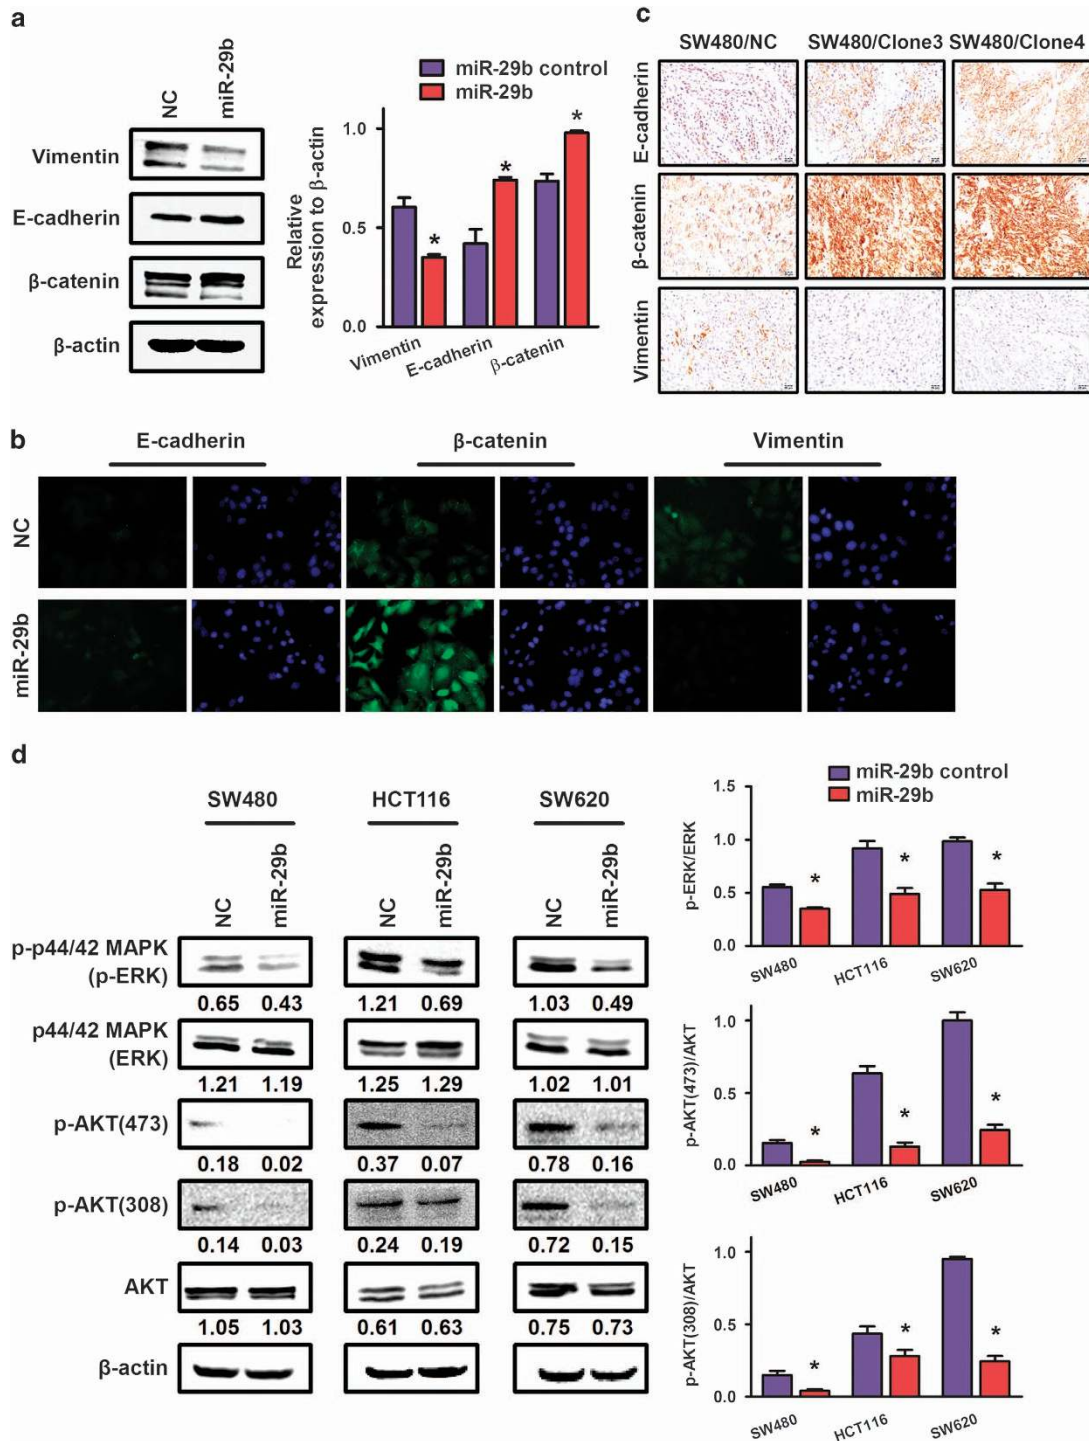 a
NC
miR-29b
Vimentin
E-cadherin
β-catenin
β-actin
miR-29b control
miR-29b
Relative
expression to β-actin
1.0
0.5
0.0
*
*
*
Vimentin
E-cadherin
β-catenin
c
SW480/NC SW480/Clone3 SW480/Clone4
E-cadherin
β-catenin
Vimentin
b
E-cadherin β-catenin Vimentin
NC
miR-29b
d
SW480 HCT116 SW620
NC miR-29b NC miR-29b NC miR-29b
p-p44/42 MAPK
(p-ERK)
0.65 0.43 1.21 0.69 1.03 0.49
p44/42 MAPK
(ERK)
1.21 1.19 1.25 1.29 1.02 1.01
p-AKT(473)
0.18 0.02 0.37 0.07 0.78 0.16
p-AKT(308)
0.14 0.03 0.24 0.19 0.72 0.15
AKT
1.05 1.03 0.61 0.63 0.75 0.73
β-actin
miR-29b control
miR-29b
p-ERK/ERK
1.5
1.0
0.5
0.0
* * *
SW480 HCT116 SW620
p-AKT(473)/AKT
1.0
0.5
0.0
* * *
SW480 HCT116 SW620
p-AKT(308)/AKT
1.0
0.5
0.0
* * *
SW480 HCT116 SW620